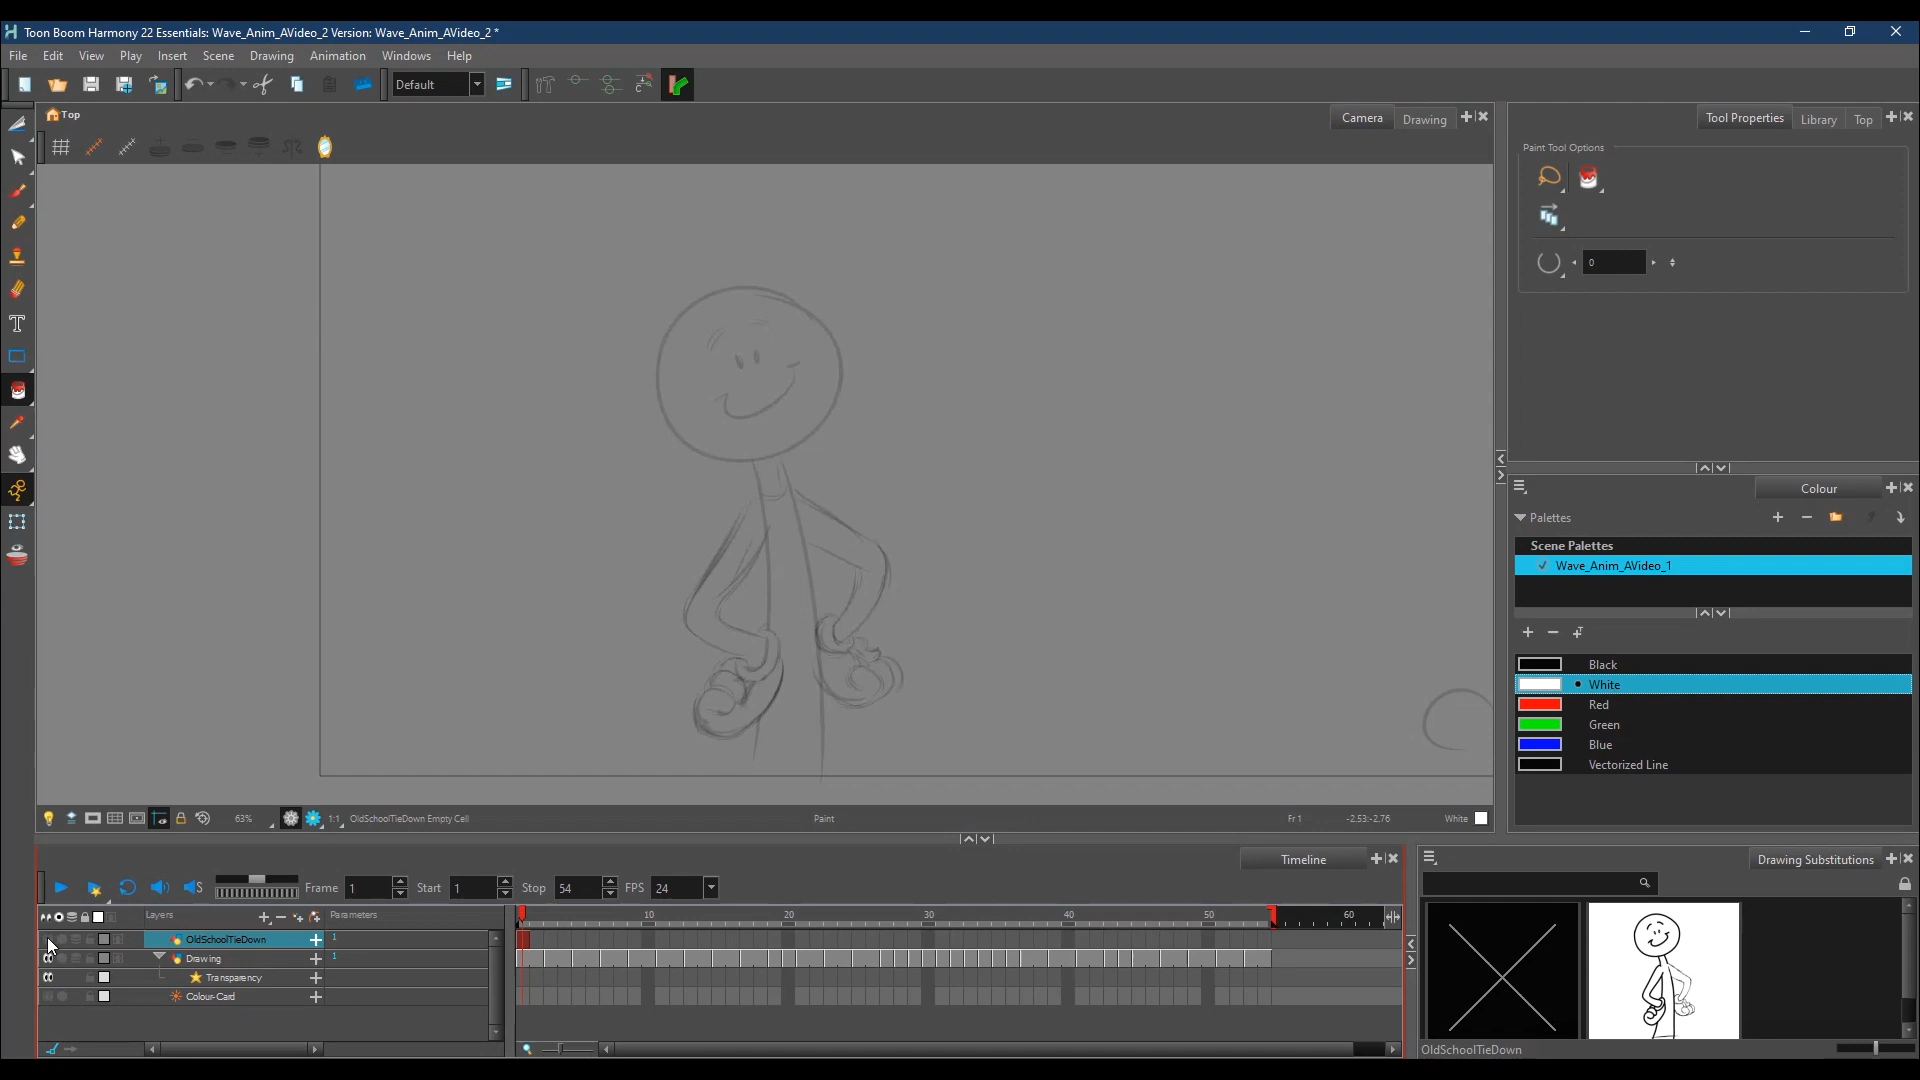 Toon Boom Harmony 22 Essentials: Wave_Anim_AVideo_2 Version: Wave_Anim_AVideo_2 *
File Edit View Play Insert Scene Drawing Animation Windows Help
Default
Top
Camera Drawing
Tool Properties Library Top
Paint Tool Options
0
Colour
Palettes
Scene Palettes
Wave_Anim_AVideo_1
Black
White
Red
Green
Blue
Vectorized Line
63% 1:1 OldSchoolTieDown Empty Cell Paint Fr 1 -2.53:-2.76 White
Timeline
Frame 1 Start 1 Stop 54 FPS 24
Layers Parameters
10 20 30 40 50 60
OldSchoolTieDown 1
Drawing 1
Transparency
Colour-Card
Drawing Substitutions
OldSchoolTieDown